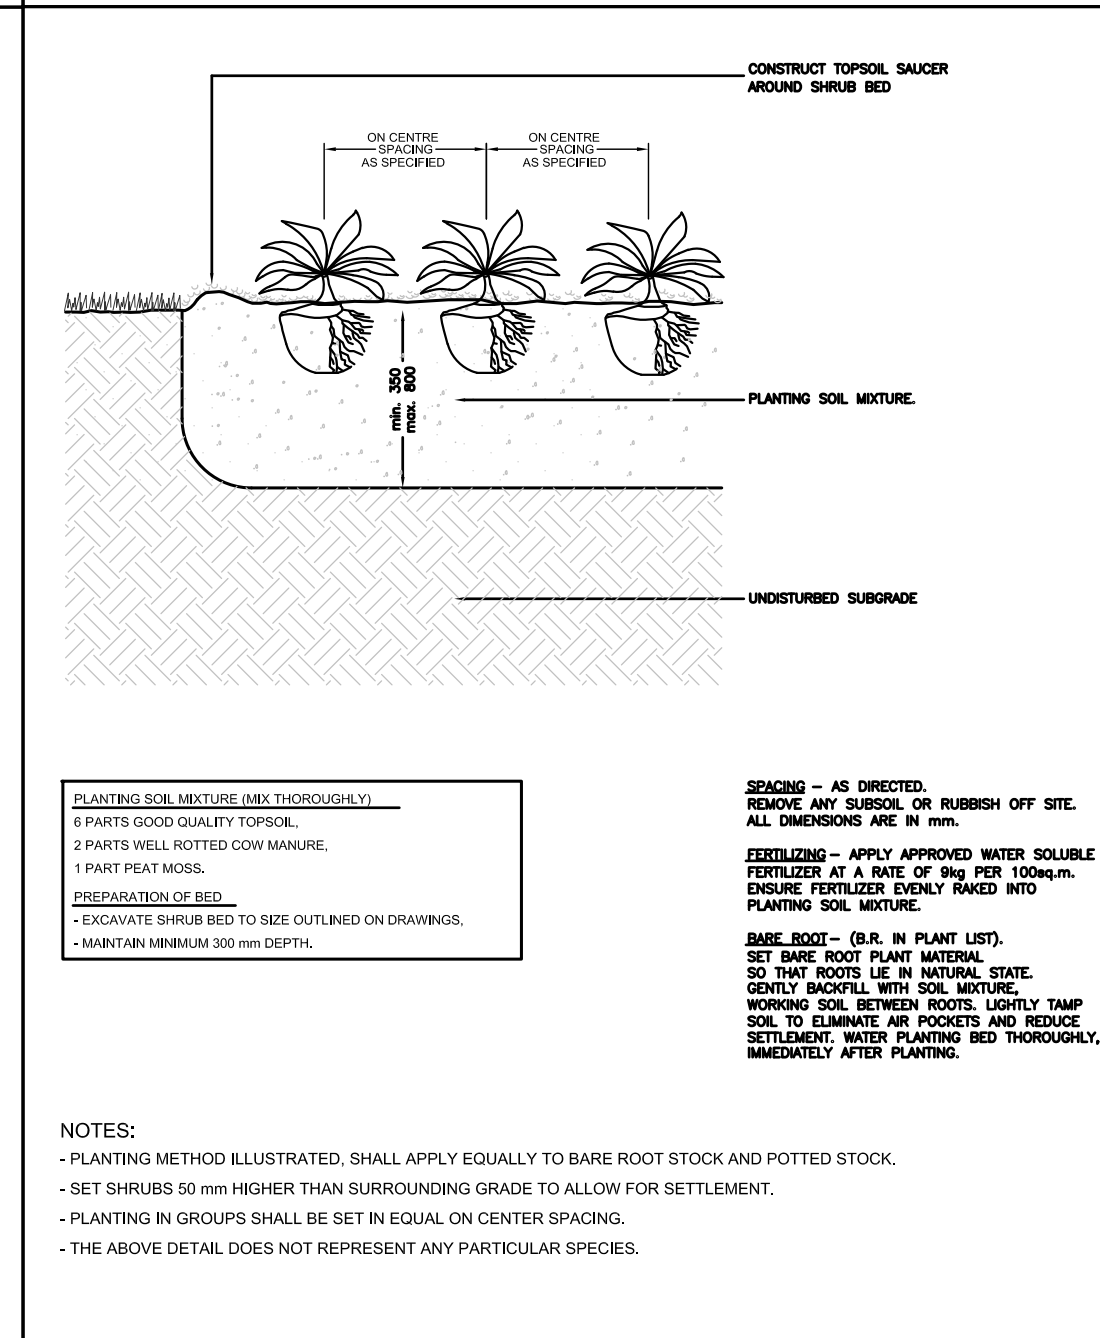 CONSTRUCT TOPSOIL SAUCER
AROUND SHRUB BED
ON CENTRE
SPACING
AS SPECIFIED
ON CENTRE
SPACING
AS SPECIFIED
min. 350
max. 800
PLANTING SOIL MIXTURE.
UNDISTURBED SUBGRADE
PLANTING SOIL MIXTURE (MIX THOROUGHLY)
6 PARTS GOOD QUALITY TOPSOIL,
2 PARTS WELL ROTTED COW MANURE,
1 PART PEAT MOSS.
PREPARATION OF BED
- EXCAVATE SHRUB BED TO SIZE OUTLINED ON DRAWINGS,
- MAINTAIN MINIMUM 300 mm DEPTH.
SPACING – AS DIRECTED.
REMOVE ANY SUBSOIL OR RUBBISH OFF SITE.
ALL DIMENSIONS ARE IN mm.
FERTILIZING – APPLY APPROVED WATER SOLUBLE
FERTILIZER AT A RATE OF 9kg PER 100sq.m.
ENSURE FERTILIZER EVENLY RAKED INTO
PLANTING SOIL MIXTURE.
BARE ROOT – (B.R. IN PLANT LIST).
SET BARE ROOT PLANT MATERIAL
SO THAT ROOTS LIE IN NATURAL STATE.
GENTLY BACKFILL WITH SOIL MIXTURE,
WORKING SOIL BETWEEN ROOTS. LIGHTLY TAMP
SOIL TO ELIMINATE AIR POCKETS AND REDUCE
SETTLEMENT. WATER PLANTING BED THOROUGHLY,
IMMEDIATELY AFTER PLANTING.
NOTES:
- PLANTING METHOD ILLUSTRATED, SHALL APPLY EQUALLY TO BARE ROOT STOCK AND POTTED STOCK.
- SET SHRUBS 50 mm HIGHER THAN SURROUNDING GRADE TO ALLOW FOR SETTLEMENT.
- PLANTING IN GROUPS SHALL BE SET IN EQUAL ON CENTER SPACING.
- THE ABOVE DETAIL DOES NOT REPRESENT ANY PARTICULAR SPECIES.